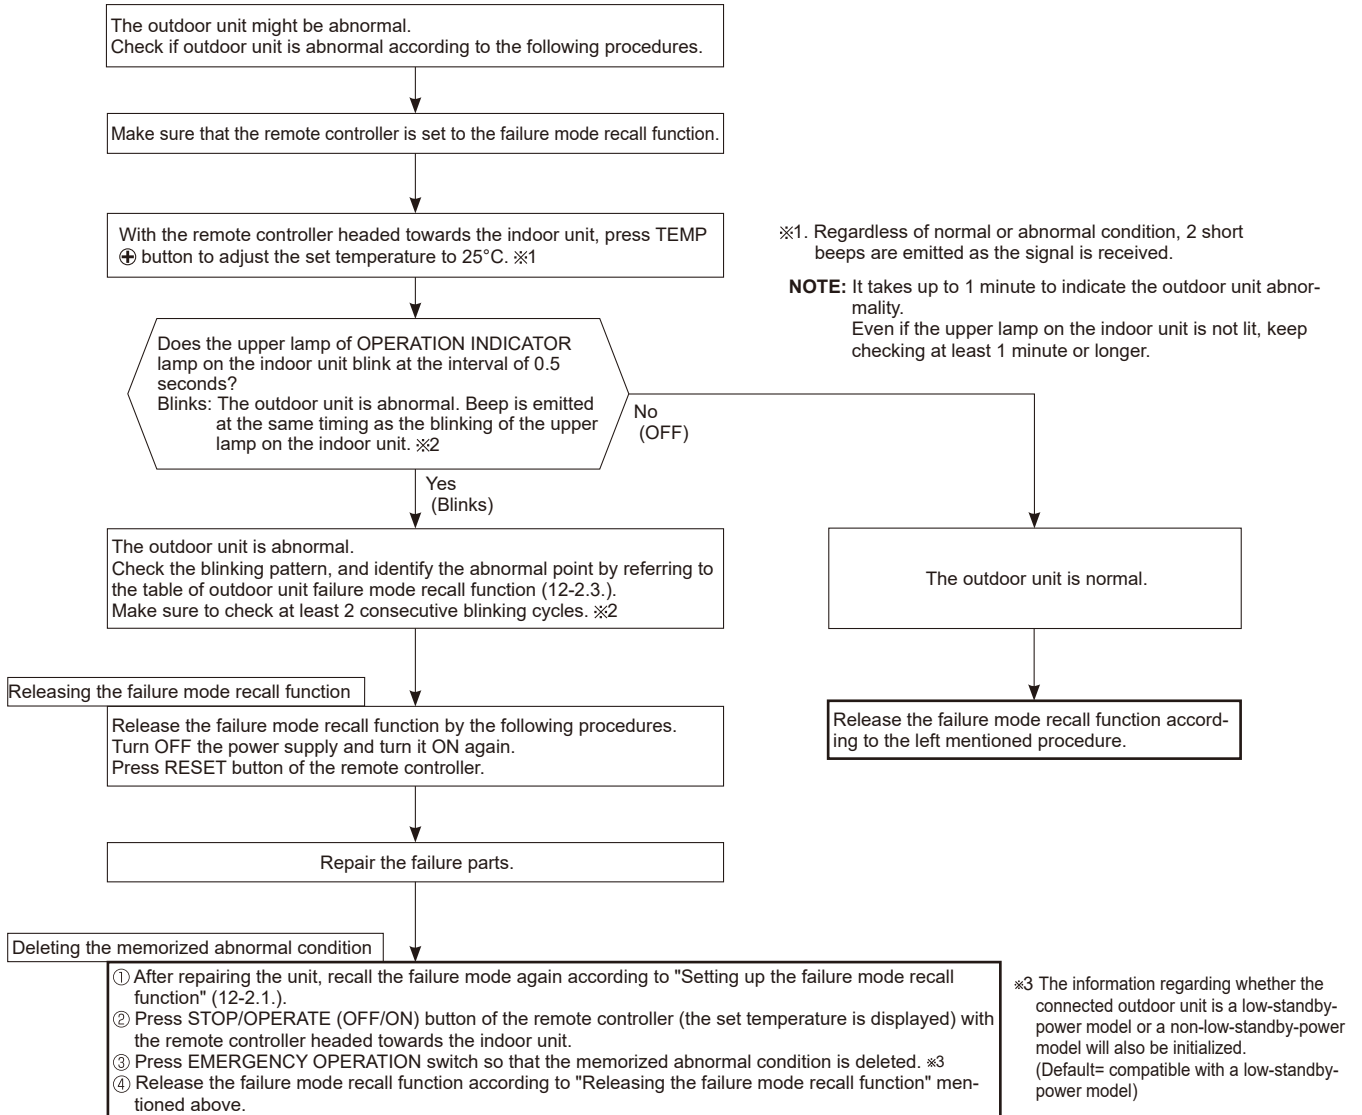 The outdoor unit might be abnormal.
Check if outdoor unit is abnormal according to the following procedures.
Make sure that the remote controller is set to the failure mode recall function.
With the remote controller headed towards the indoor unit, press TEMP
⊕ button to adjust the set temperature to 25°C. ※1
※1. Regardless of normal or abnormal condition, 2 short
beeps are emitted as the signal is received.
NOTE: It takes up to 1 minute to indicate the outdoor unit abnor-
mality.
Even if the upper lamp on the indoor unit is not lit, keep
checking at least 1 minute or longer.
Does the upper lamp of OPERATION INDICATOR
lamp on the indoor unit blink at the interval of 0.5
seconds?
Blinks: The outdoor unit is abnormal. Beep is emitted
at the same timing as the blinking of the upper
lamp on the indoor unit. ※2
No
(OFF)
Yes
(Blinks)
The outdoor unit is abnormal.
Check the blinking pattern, and identify the abnormal point by referring to
the table of outdoor unit failure mode recall function (12-2.3.).
Make sure to check at least 2 consecutive blinking cycles. ※2
The outdoor unit is normal.
Releasing the failure mode recall function
Release the failure mode recall function by the following procedures.
Turn OFF the power supply and turn it ON again.
Press RESET button of the remote controller.
Release the failure mode recall function accord-
ing to the left mentioned procedure.
Repair the failure parts.
Deleting the memorized abnormal condition
① After repairing the unit, recall the failure mode again according to "Setting up the failure mode recall
function" (12-2.1.).
② Press STOP/OPERATE (OFF/ON) button of the remote controller (the set temperature is displayed) with
the remote controller headed towards the indoor unit.
③ Press EMERGENCY OPERATION switch so that the memorized abnormal condition is deleted. ※3
④ Release the failure mode recall function according to "Releasing the failure mode recall function" men-
tioned above.
※3 The information regarding whether the
connected outdoor unit is a low-standby-
power model or a non-low-standby-power
model will also be initialized.
(Default= compatible with a low-standby-
power model)